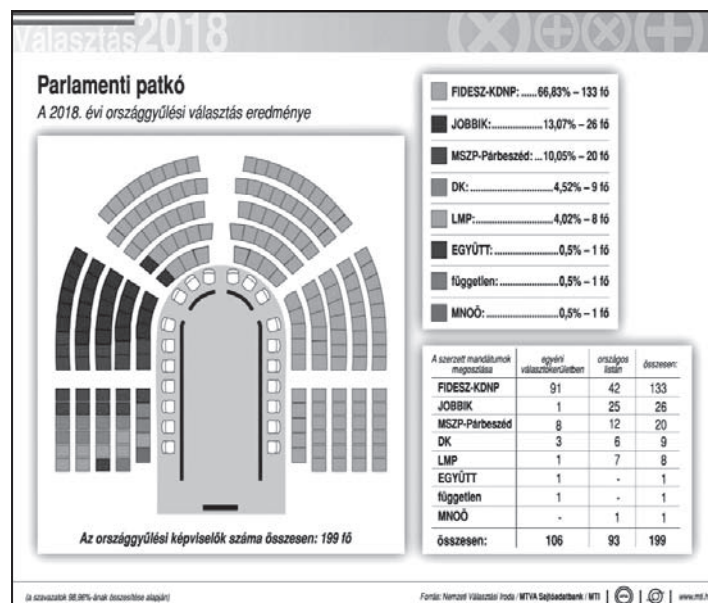 Választás2018
Parlamenti patkó
A 2018. évi országgyűlési választás eredménye
FIDESZ-KDNP: ......66,83% – 133 fő
JOBBIK:......................13,07% – 26 fő
MSZP-Párbeszéd: ...10,05% – 20 fő
DK:..............................4,52% – 9 fő
LMP:............................4,02% – 8 fő
EGYÜTT:.......................0,5% – 1 fő
független:......................0,5% – 1 fő
MNOÖ:..........................0,5% – 1 fő
Az országgyűlési képviselők száma összesen: 199 fő
A szerzett mandátumok megoszlása | egyéni választókerületben | országos listán | összesen:
FIDESZ-KDNP 91 42 133
JOBBIK 1 25 26
MSZP-Párbeszéd 8 12 20
DK 3 6 9
LMP 1 7 8
EGYÜTT 1 - 1
független 1 - 1
MNOÖ - 1 1
összesen: 106 93 199
(a szavazatok 98,96%-ának összesítése alapján)
Forrás: Nemzeti Választási Iroda / MTVA Sajtóadatbank / MTI
www.mti.h